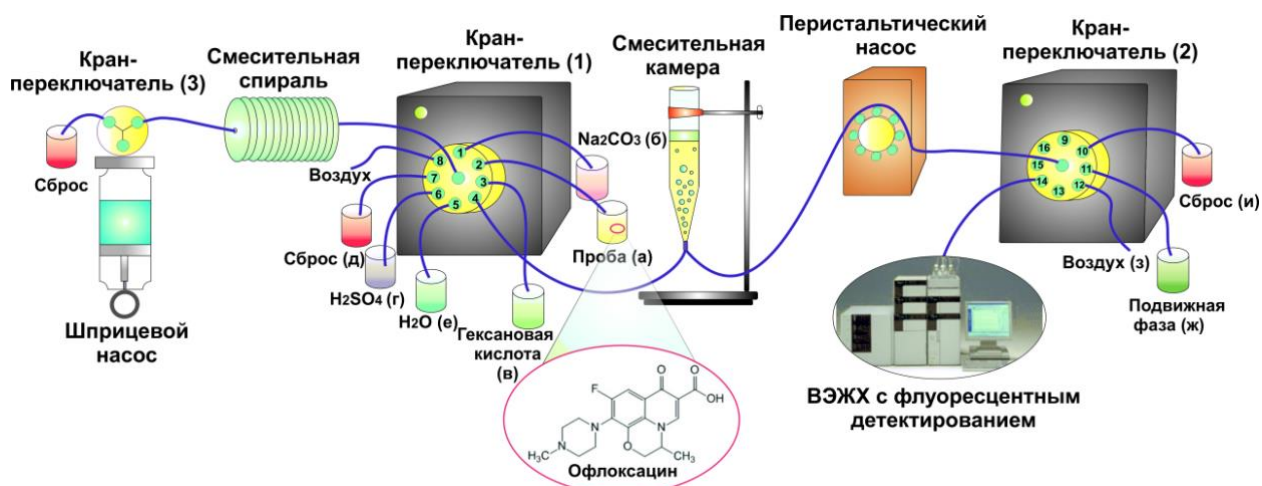 Кран-
переключатель (3)
Смесительная
спираль
Кран-
переключатель (1)
Смесительная
камера
Перистальтический
насос
Кран-
переключатель (2)
Na2CO3 (б)
Сброс
Воздух
1
2
3
4
5
6
7
8
9
10
11
12
13
14
15
16
Сброс (д)
H2SO4 (г)
H2O (е)
Гексановая
кислота
(в)
Проба (а)
Сброс (и)
Воздух (з)
Подвижная
фаза (ж)
Шприцевой
насос
ВЭЖХ с флуоресцентным
детектированием
F
O
O
OH
N
N
N
O
H3C
CH3
Офлоксацин